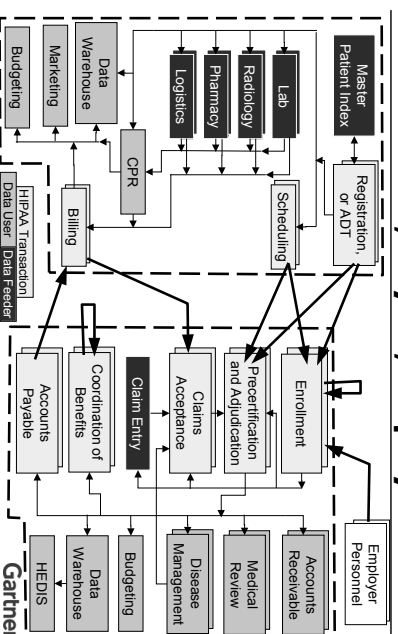 Master
Patient Index
Registration,
or ADT
Lab
Radiology
Pharmacy
Logistics
Scheduling
CPR
Data
Warehouse
Marketing
Budgeting
Billing
HIPAA Transaction
Data User
Data Feeder
Employer
Personnel
Enrollment
Precertification
and Adjudication
Claims
Acceptance
Claim Entry
Coordination of
Benefits
Accounts
Payable
Accounts
Receivable
Medical
Review
Disease
Management
Budgeting
Data
Warehouse
HEDIS
Gartner